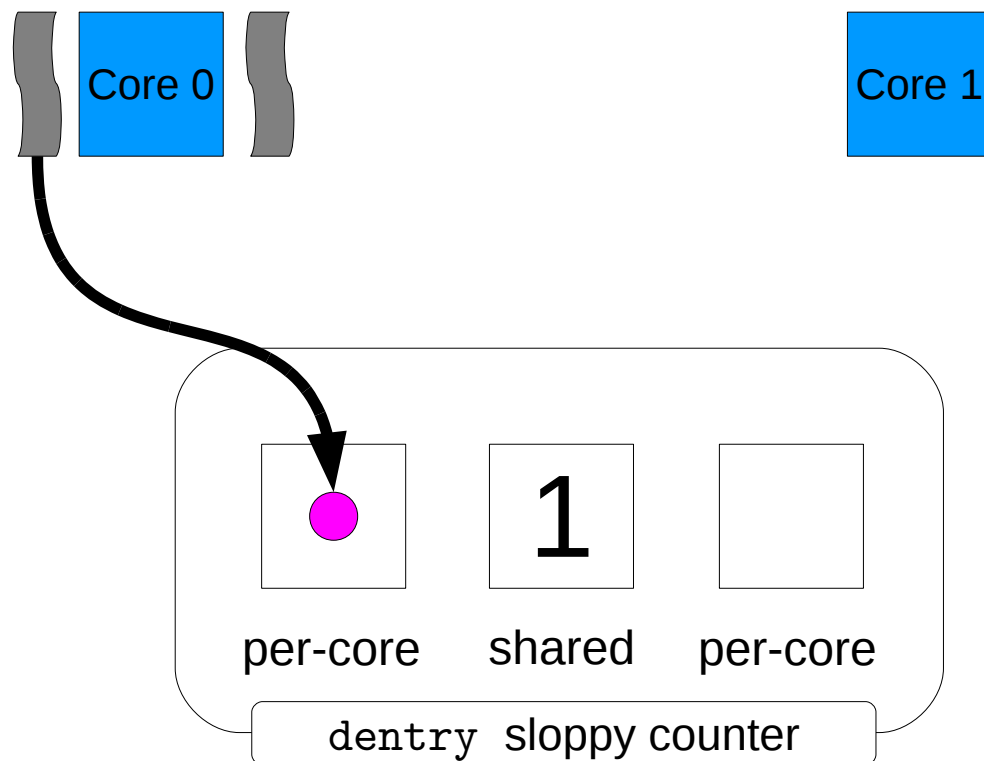 Core 0
Core 1
1
per-core
shared
per-core
dentry sloppy counter